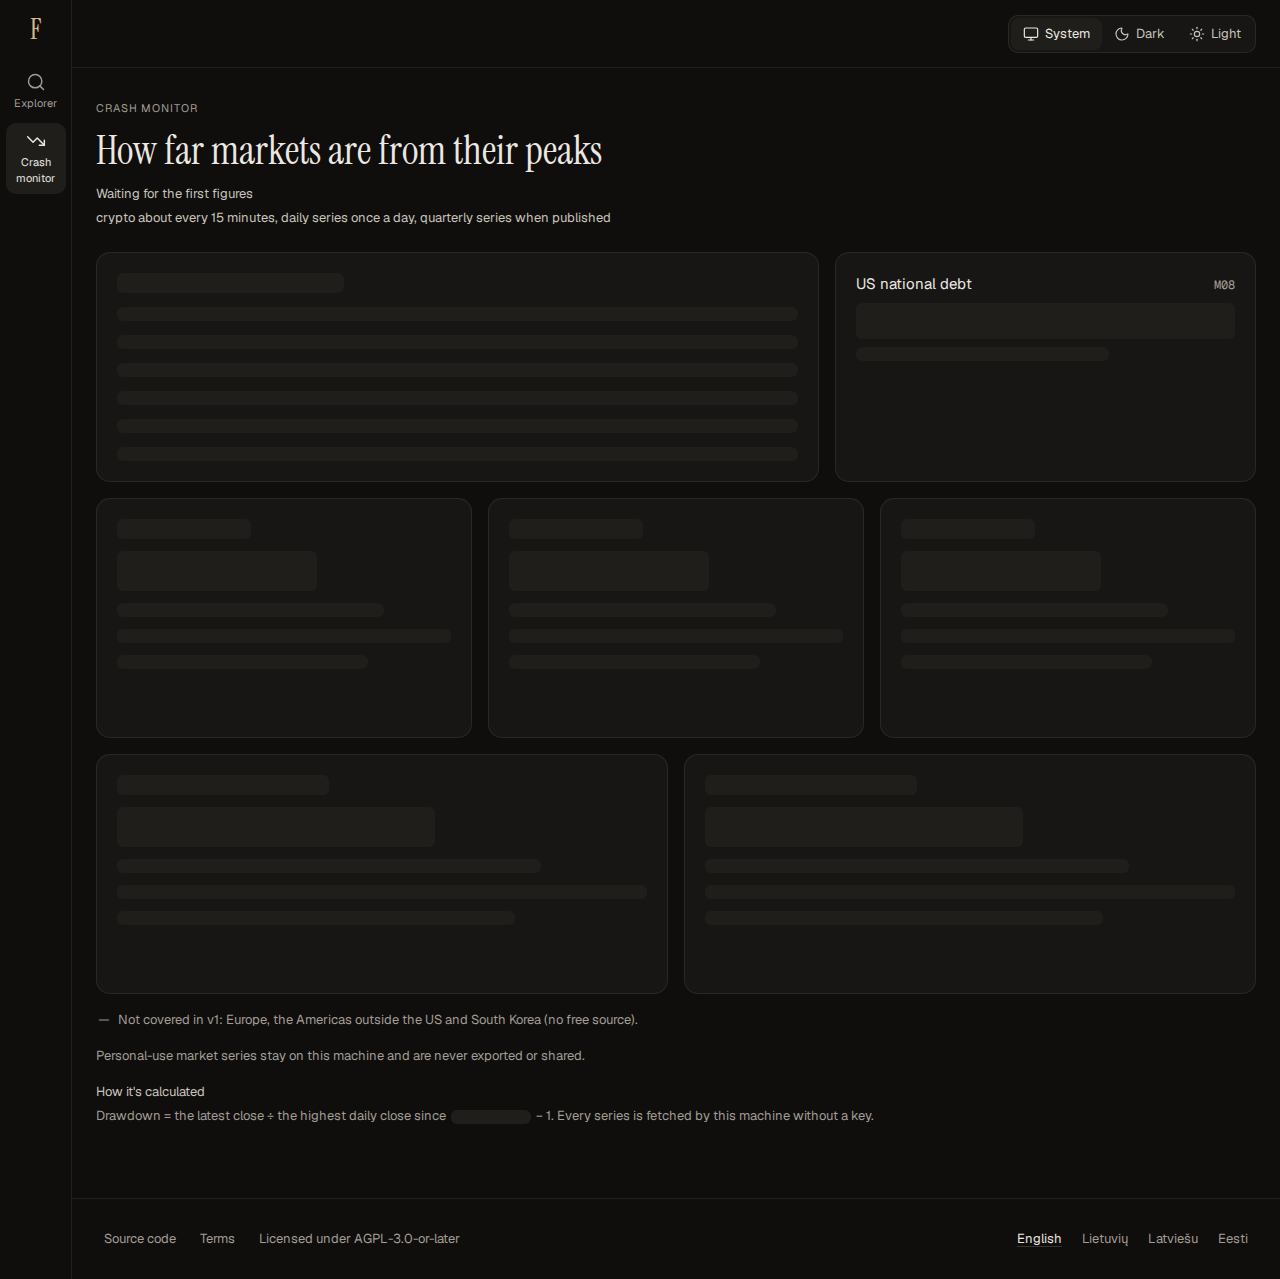 F
System
Dark
Light
Explorer
Crash
monitor
CRASH MONITOR
How far markets are from their peaks
Waiting for the first figures
crypto about every 15 minutes, daily series once a day, quarterly series when published
US national debt
M08
— Not covered in v1: Europe, the Americas outside the US and South Korea (no free source).
Personal-use market series stay on this machine and are never exported or shared.
How it's calculated
Drawdown = the latest close ÷ the highest daily close since − 1. Every series is fetched by this machine without a key.
Source code
Terms
Licensed under AGPL-3.0-or-later
English
Lietuvių
Latviešu
Eesti